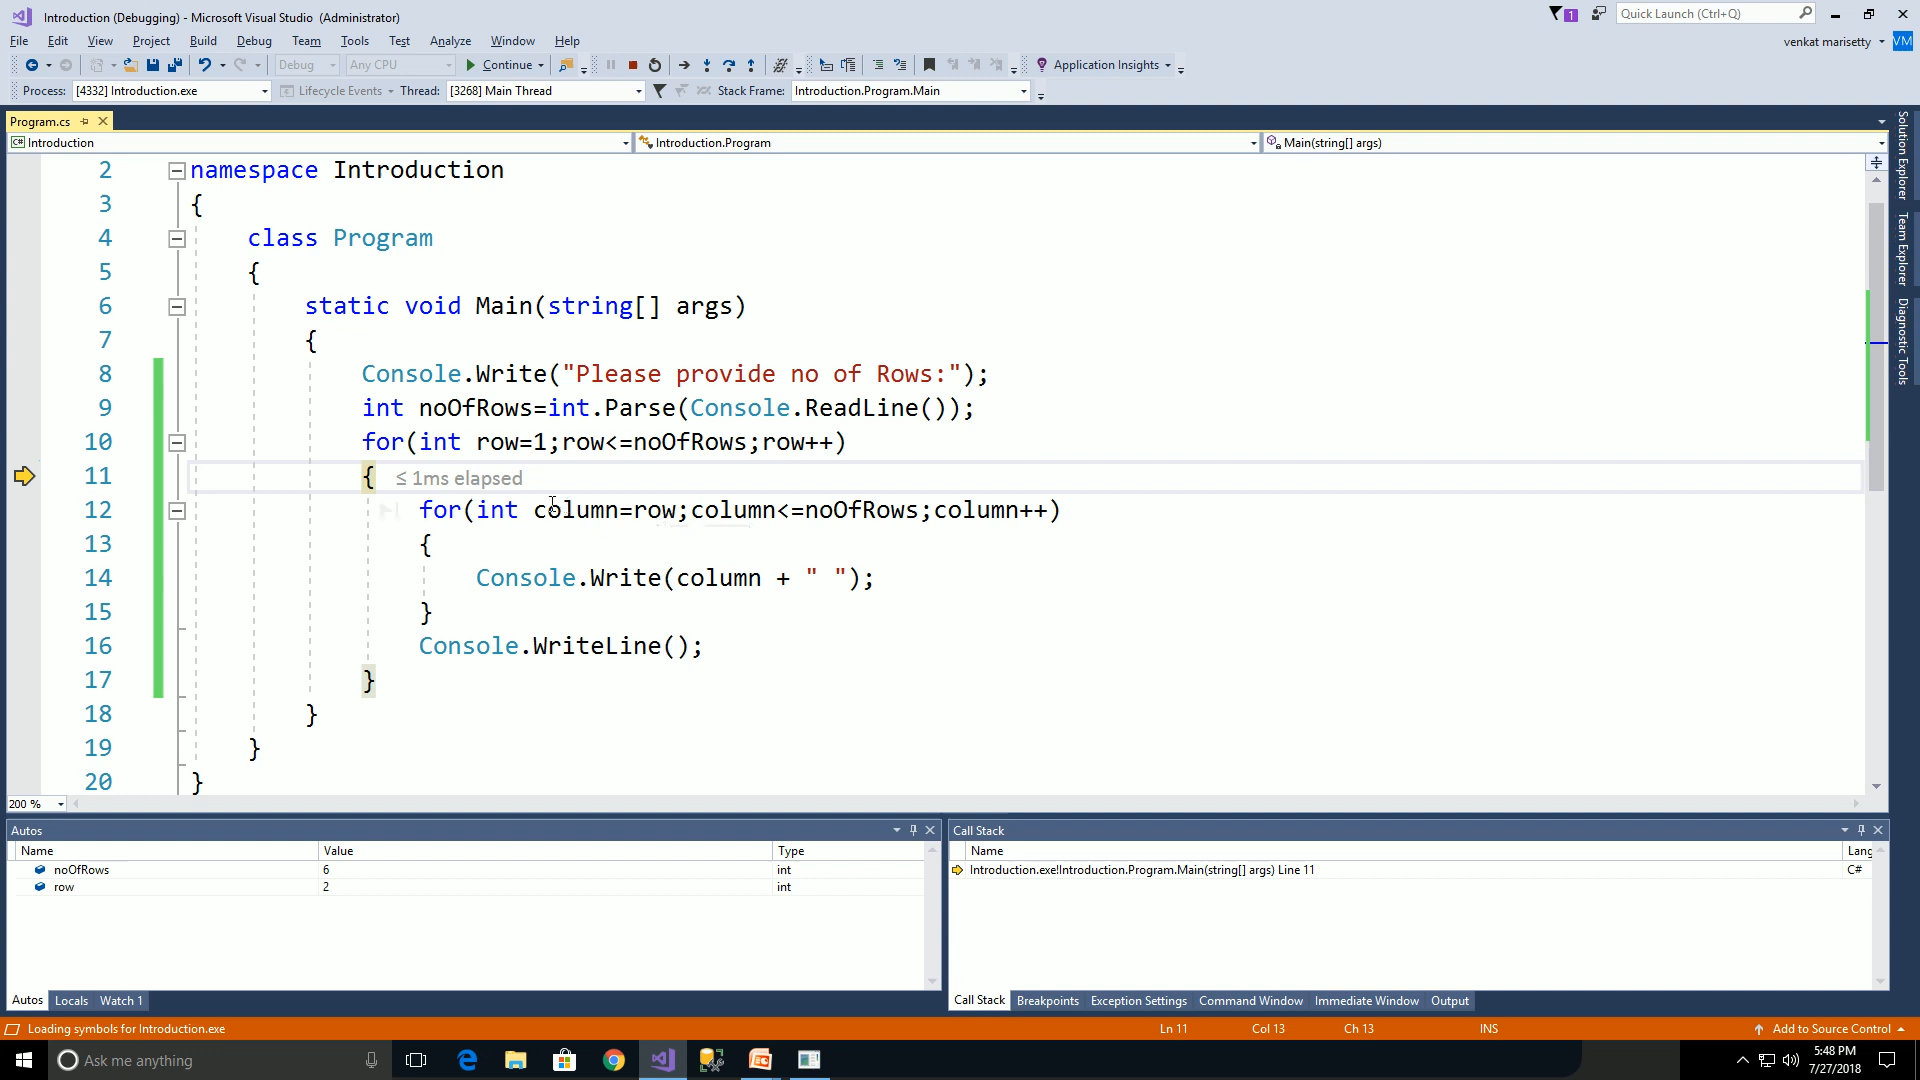 Introduction (Debugging) - Microsoft Visual Studio (Administrator)
1
Quick Launch (Ctrl+Q)
File Edit View Project Build Debug Team Tools Test Analyze Window Help
venkat marisetty VM
Debug Any CPU Continue Application Insights
Process: [4332] Introduction.exe Lifecycle Events Thread: [3268] Main Thread Stack Frame: Introduction.Program.Main
Program.cs
C# Introduction Introduction.Program Main(string[] args)
2 namespace Introduction
3 {
4 class Program
5 {
6 static void Main(string[] args)
7 {
8 Console.Write("Please provide no of Rows:");
9 int noOfRows=int.Parse(Console.ReadLine());
10 for(int row=1;row<=noOfRows;row++)
11 { ≤ 1ms elapsed
12 for(int column=row;column<=noOfRows;column++)
13 {
14 Console.Write(column + " ");
15 }
16 Console.WriteLine();
17 }
18 }
19 }
20 }
200 %
Solution Explorer
Team Explorer
Diagnostic Tools
Autos
Name Value Type
noOfRows 6 int
row 2 int
Autos Locals Watch 1
Call Stack
Name Lang
Introduction.exe!Introduction.Program.Main(string[] args) Line 11 C#
Call Stack Breakpoints Exception Settings Command Window Immediate Window Output
Loading symbols for Introduction.exe Ln 11 Col 13 Ch 13 INS Add to Source Control
Ask me anything
5:48 PM
7/27/2018